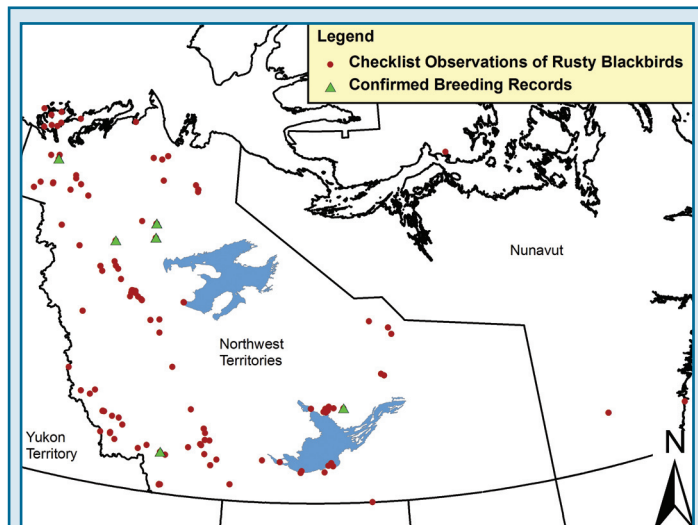 Legend
Checklist Observations of Rusty Blackbirds
Confirmed Breeding Records
Nunavut
Northwest
Territories
Yukon
Territory
N